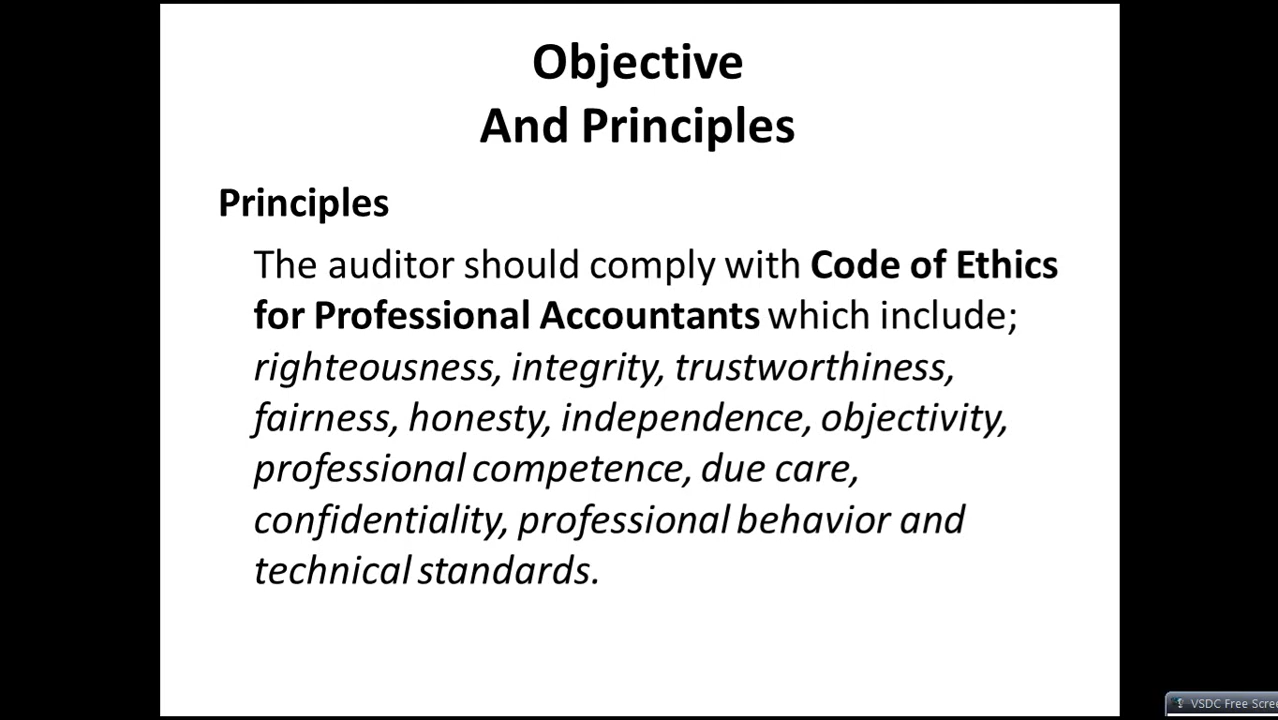 Objective
And Principles
Principles
The auditor should comply with Code of Ethics
for Professional Accountants which include;
righteousness, integrity, trustworthiness,
fairness, honesty, independence, objectivity,
professional competence, due care,
confidentiality, professional behavior and
technical standards.
VSDC Free Scre